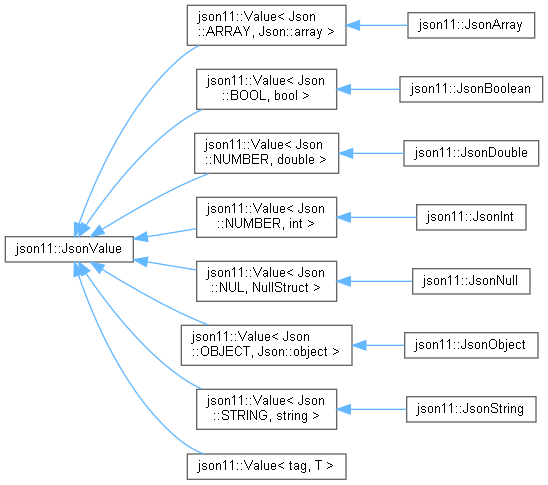 json11::Value< Json
::ARRAY, Json::array >
json11::JsonArray
json11::Value< Json
::BOOL, bool >
json11::JsonBoolean
json11::Value< Json
::NUMBER, double >
json11::JsonDouble
json11::Value< Json
::NUMBER, int >
json11::JsonInt
json11::JsonValue
json11::Value< Json
::NUL, NullStruct >
json11::JsonNull
json11::Value< Json
::OBJECT, Json::object >
json11::JsonObject
json11::Value< Json
::STRING, string >
json11::JsonString
json11::Value< tag, T >